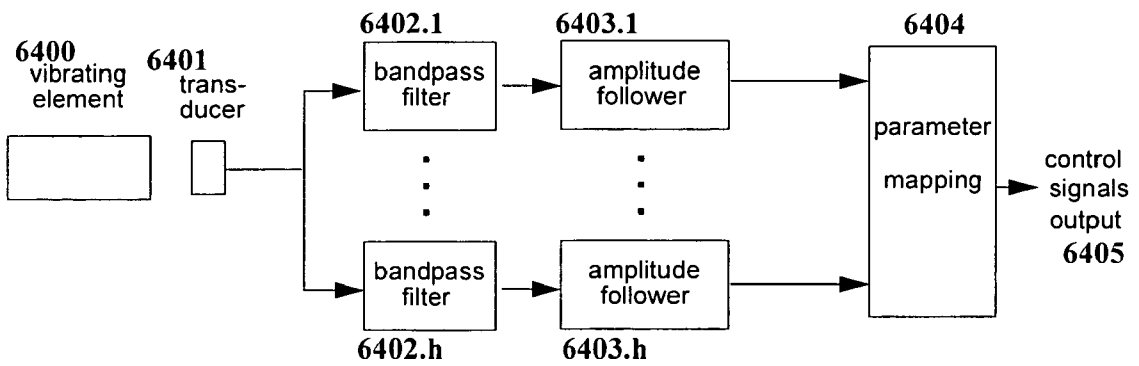 6400
vibrating
element
6401
trans-
ducer
6402.1
bandpass
filter
6403.1
amplitude
follower
6404
parameter
mapping
control
signals
output
6405
bandpass
filter
6402.h
amplitude
follower
6403.h